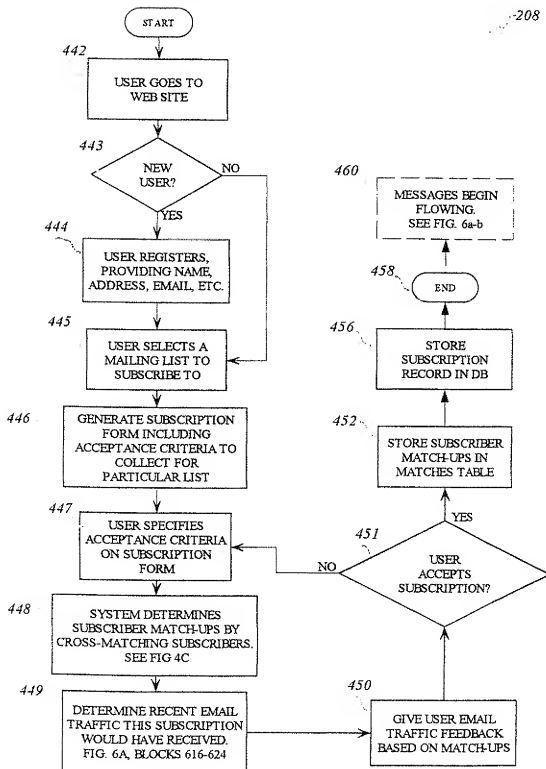 START
208
442
USER GOES TO
WEB SITE
443
NEW
USER?
NO
YES
444
USER REGISTERS,
PROVIDING NAME,
ADDRESS, EMAIL, ETC.
445
USER SELECTS A
MAILING LIST TO
SUBSCRIBE TO
446
GENERATE SUBSCRIPTION
FORM INCLUDING
ACCEPTANCE CRITERIA TO
COLLECT FOR
PARTICULAR LIST
447
USER SPECIFIES
ACCEPTANCE CRITERIA
ON SUBSCRIPTION
FORM
448
SYSTEM DETERMINES
SUBSCRIBER MATCH-UPS BY
CROSS-MATCHING SUBSCRIBERS.
SEE FIG 4C
449
DETERMINE RECENT EMAIL
TRAFFIC THIS SUBSCRIPTION
WOULD HAVE RECEIVED.
FIG. 6A, BLOCKS 616-624
450
GIVE USER EMAIL
TRAFFIC FEEDBACK
BASED ON MATCH-UPS
451
USER
ACCEPTS
SUBSCRIPTION?
NO
YES
452
STORE SUBSCRIBER
MATCH-UPS IN
MATCHES TABLE
456
STORE
SUBSCRIPTION
RECORD IN DB
458
END
460
MESSAGES BEGIN
FLOWING.
SEE FIG. 6a-b